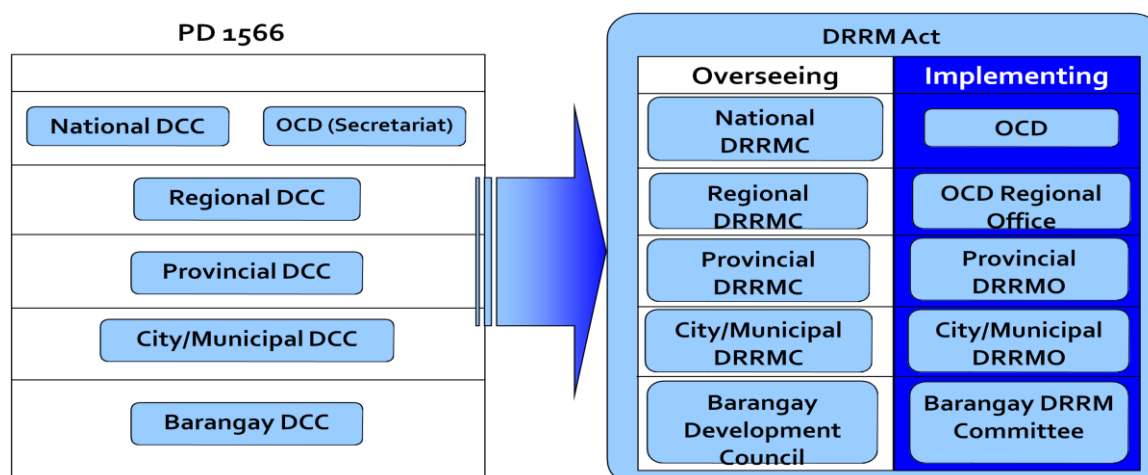 PD 1566
National DCC
OCD (Secretariat)
Regional DCC
Provincial DCC
City/Municipal DCC
Barangay DCC
DRRM Act
Overseeing
Implementing
National
DRRMC
OCD
Regional
DRRMC
OCD Regional
Office
Provincial
DRRMC
Provincial
DRRMO
City/Municipal
DRRMC
City/Municipal
DRRMO
Barangay
Development
Council
Barangay DRRM
Committee